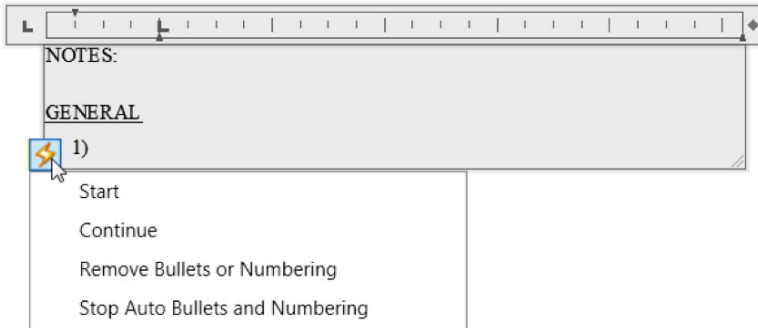 NOTES:
GENERAL
1)
Start
Continue
Remove Bullets or Numbering
Stop Auto Bullets and Numbering